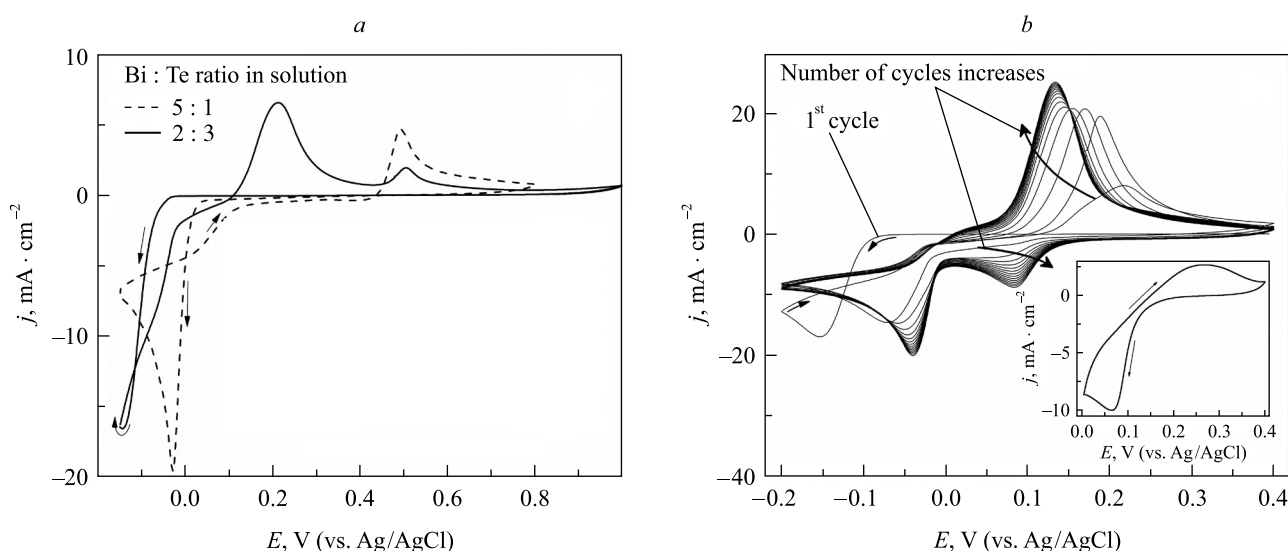 a
10
Bi : Te ratio in solution
5 : 1
2 : 3
0
−10
−20
0.0
0.2
0.4
0.6
0.8
j, mA · cm−2
E, V (vs. Ag/AgCl)
b
Number of cycles increases
1st cycle
20
0
−20
−40
−0.2
−0.1
0.0
0.1
0.2
0.3
0.4
j, mA · cm−2
E, V (vs. Ag/AgCl)
0
−5
−10
0.0
0.1
0.2
0.3
0.4
j, mA · cm−2
E, V (vs. Ag/AgCl)